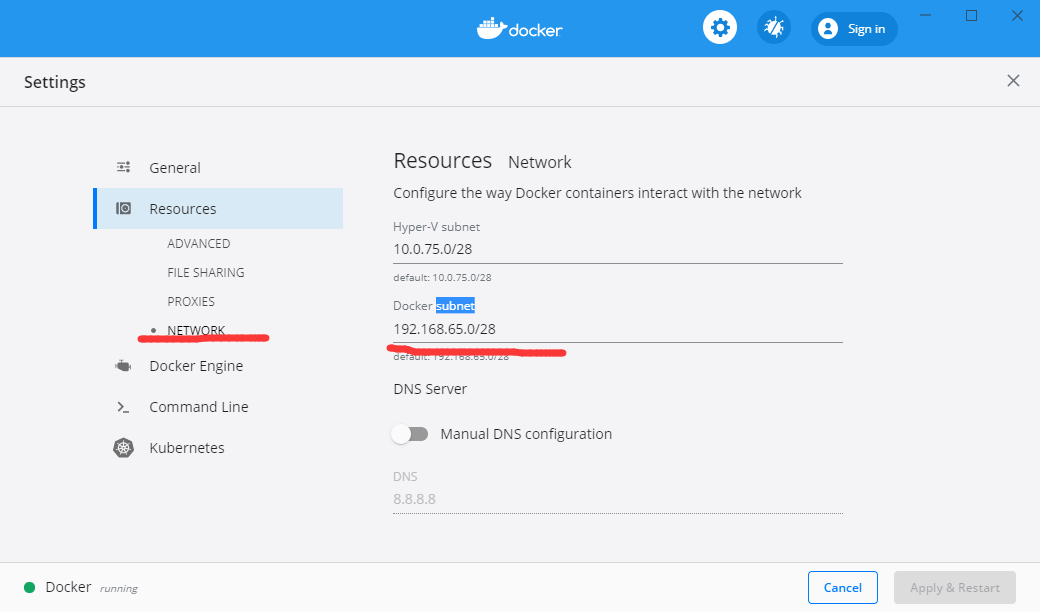 docker
Sign in
Settings
General
Resources
ADVANCED
FILE SHARING
PROXIES
NETWORK
Docker Engine
Command Line
Kubernetes
Resources Network
Configure the way Docker containers interact with the network
Hyper-V subnet
10.0.75.0/28
default: 10.0.75.0/28
Docker subnet
192.168.65.0/28
default: 192.168.65.0/28
DNS Server
Manual DNS configuration
DNS
8.8.8.8
Docker running
Cancel
Apply & Restart